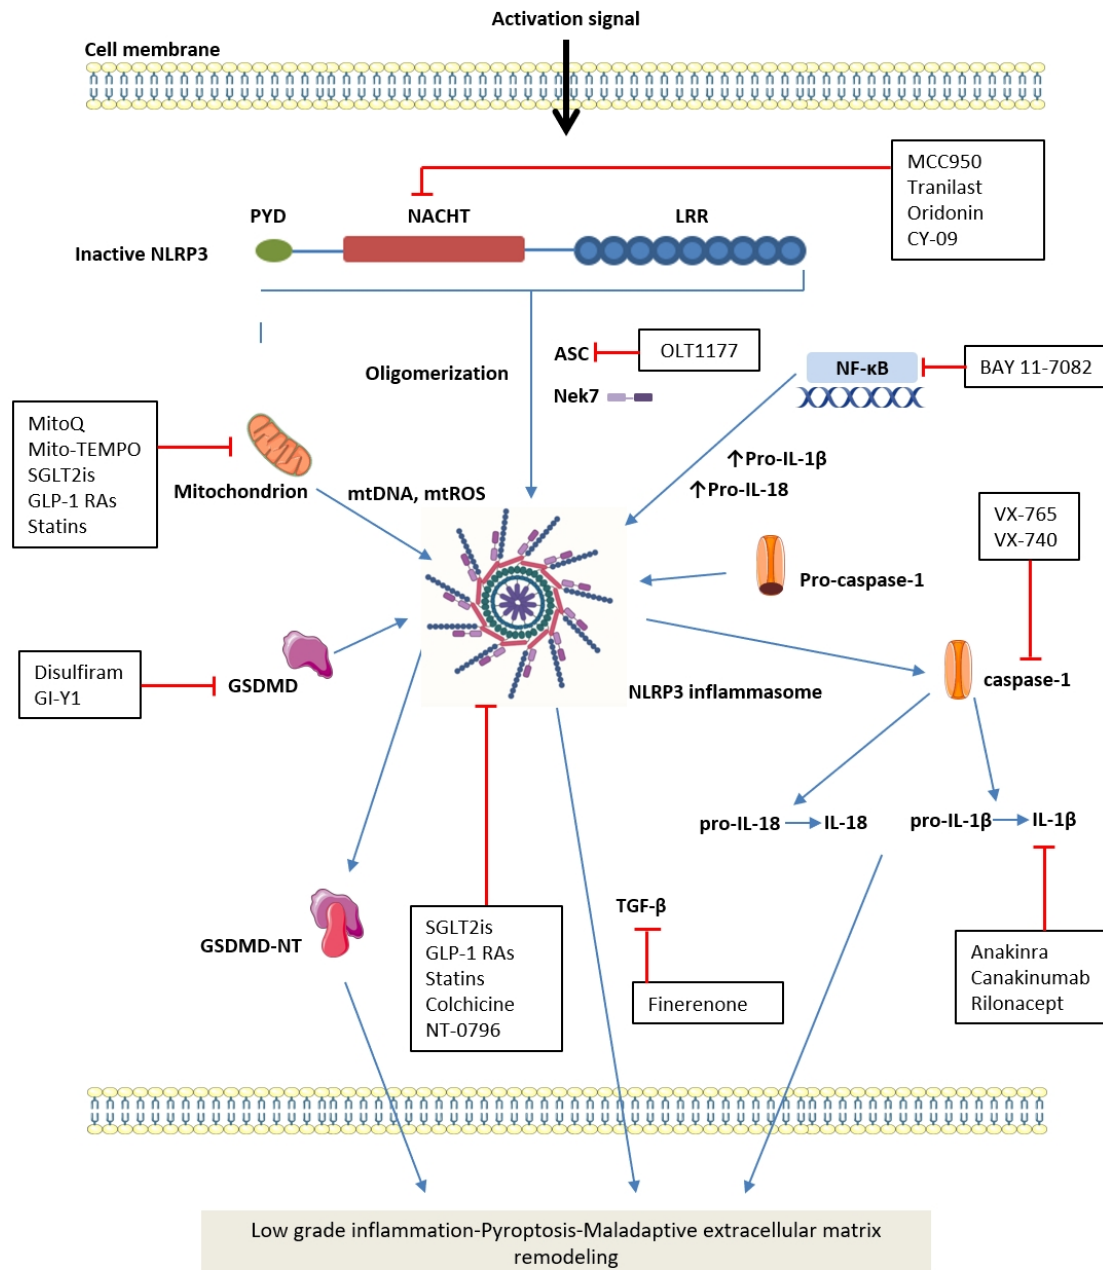 Activation signal
Cell membrane
MCC950
Tranilast
Oridonin
CY-09
PYD
NACHT
LRR
Inactive NLRP3
ASC
OLT1177
Oligomerization
Nek7
NF-κB
BAY 11-7082
MitoQ
Mito-TEMPO
SGLT2is
GLP-1 RAs
Statins
Mitochondrion
mtDNA, mtROS
↑Pro-IL-1β
↑Pro-IL-18
VX-765
VX-740
Pro-caspase-1
Disulfiram
GI-Y1
GSDMD
NLRP3 inflammasome
caspase-1
pro-IL-18
IL-18
pro-IL-1β
IL-1β
GSDMD-NT
SGLT2is
GLP-1 RAs
Statins
Colchicine
NT-0796
TGF-β
Finerenone
Anakinra
Canakinumab
Rilonacept
Low grade inflammation-Pyroptosis-Maladaptive extracellular matrix
remodeling